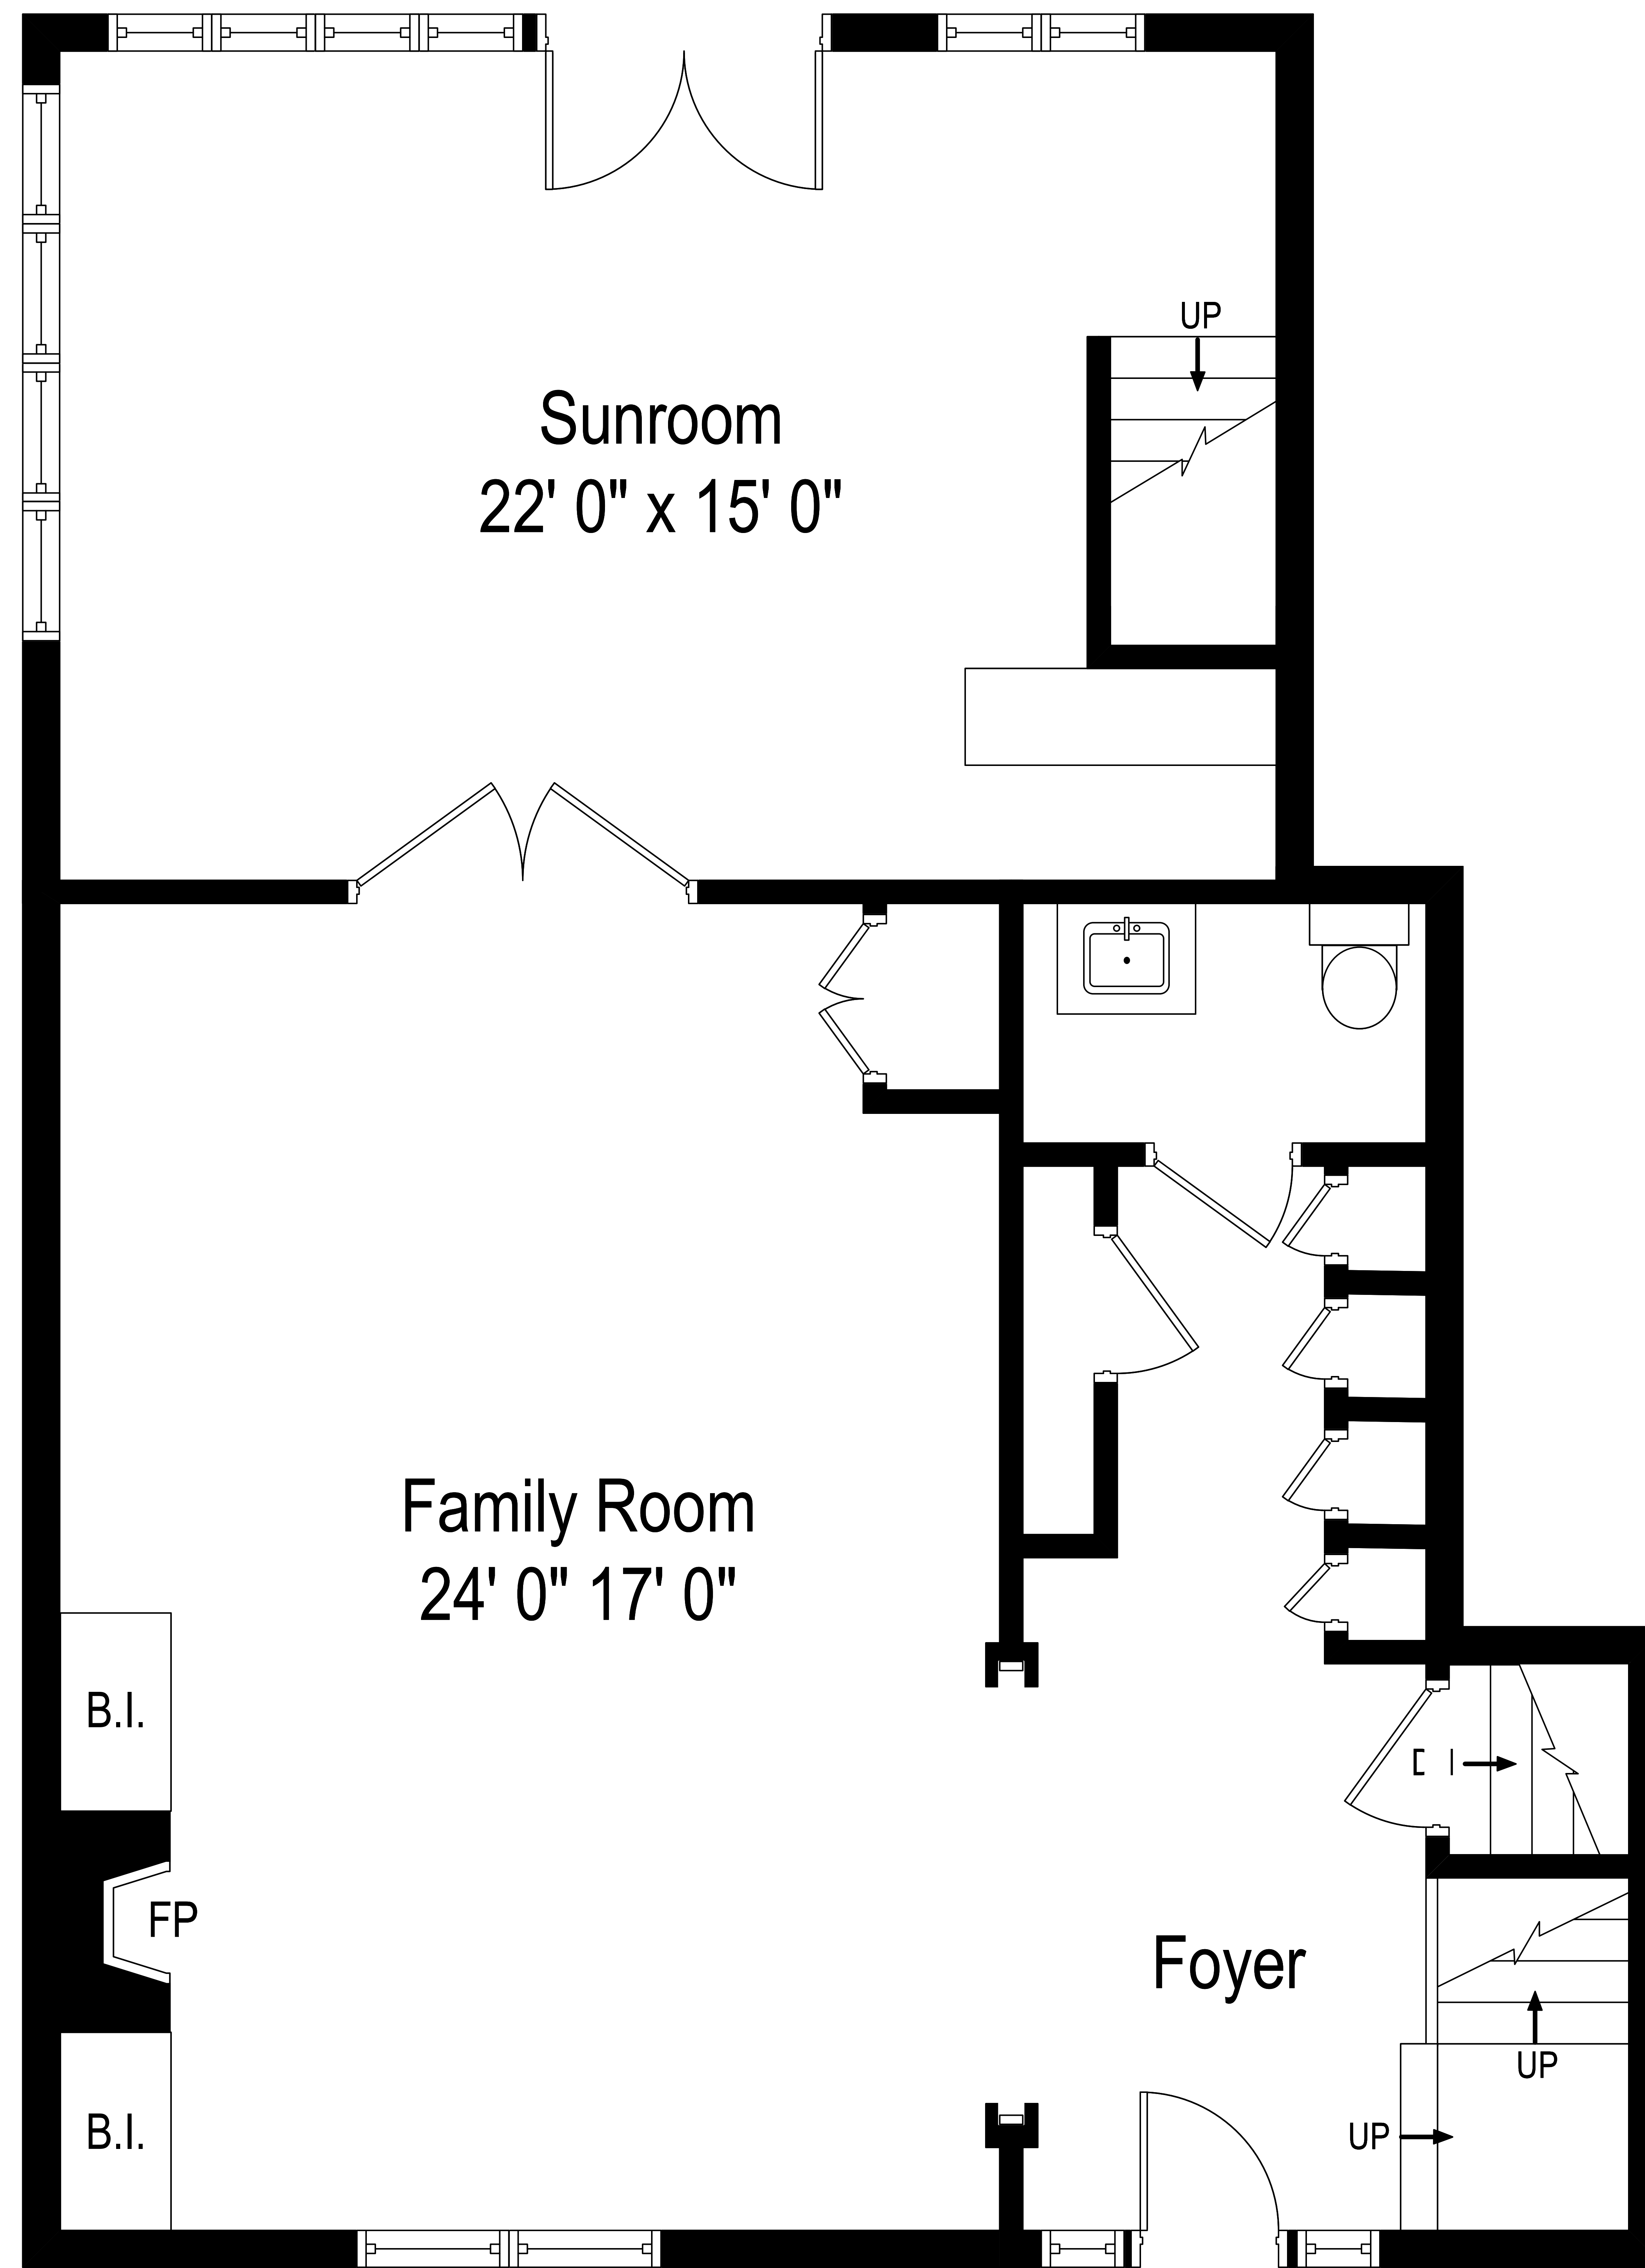 UP
Sunroom
22' 0" x 15' 0"
Family Room
24' 0" 17' 0"
B.I.
FP
Foyer
UP
UP
B.I.